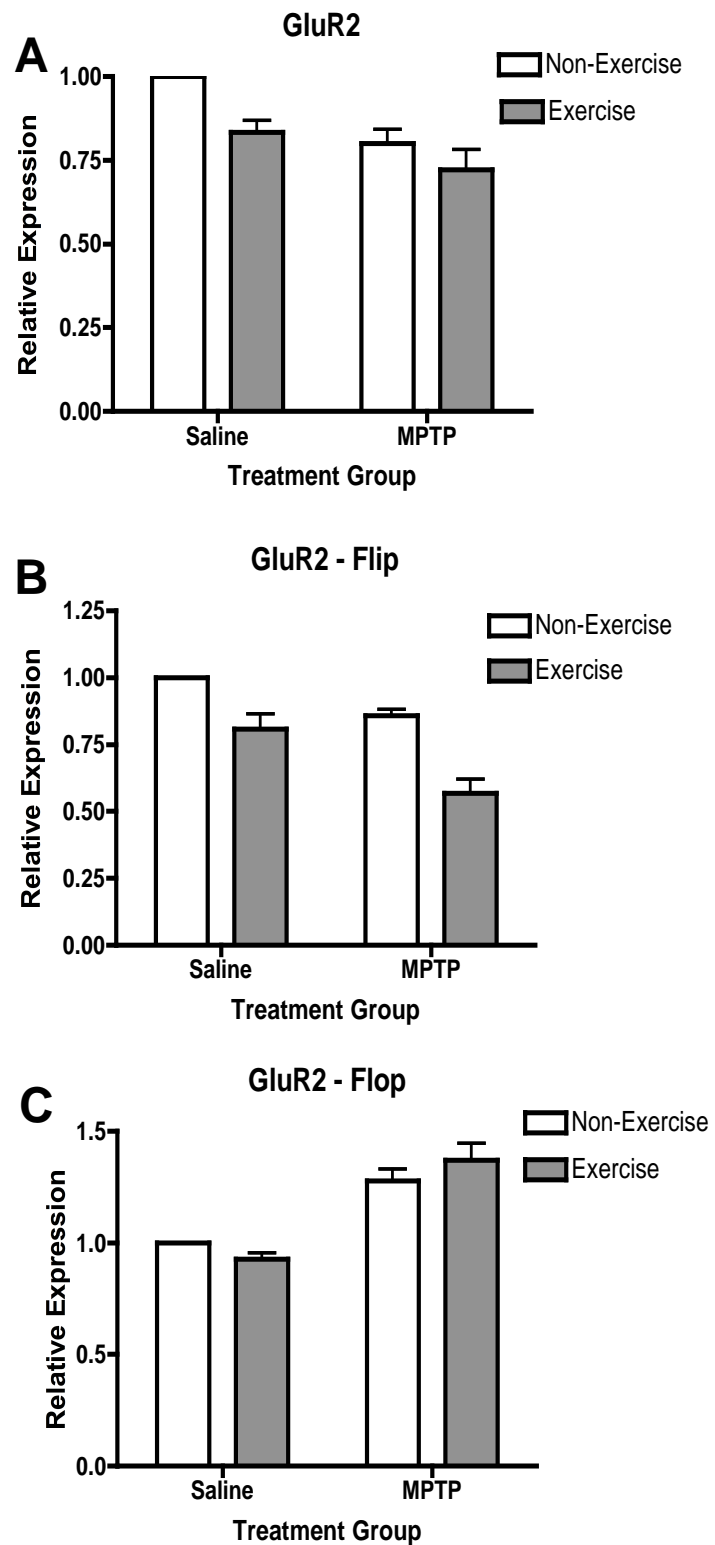 GluR2
A
Non-Exercise
Exercise
Relative Expression
1.00
0.75
0.50
0.25
0.00
Saline MPTP
Treatment Group
GluR2 - Flip
B
Non-Exercise
Exercise
Relative Expression
1.25
1.00
0.75
0.50
0.25
0.00
Saline MPTP
Treatment Group
GluR2 - Flop
C
Non-Exercise
Exercise
Relative Expression
1.5
1.0
0.5
0.0
Saline MPTP
Treatment Group